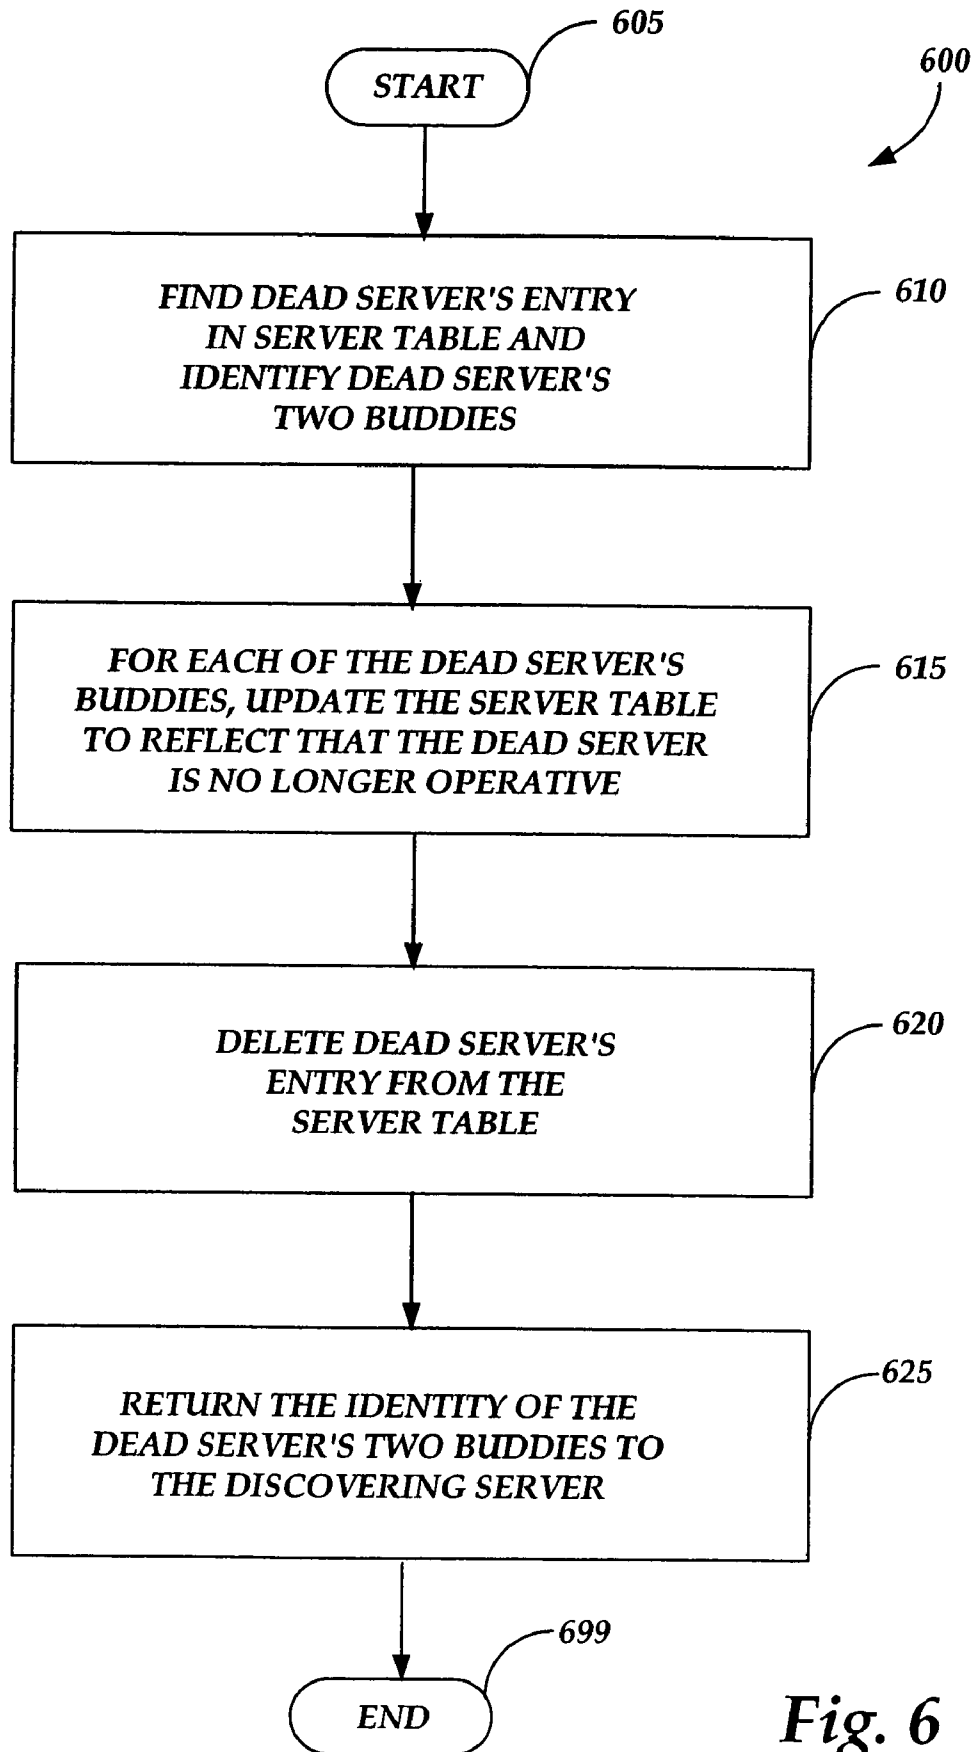 605
600
START
610
FIND DEAD SERVER'S ENTRY
IN SERVER TABLE AND
IDENTIFY DEAD SERVER'S
TWO BUDDIES
615
FOR EACH OF THE DEAD SERVER'S
BUDDIES, UPDATE THE SERVER TABLE
TO REFLECT THAT THE DEAD SERVER
IS NO LONGER OPERATIVE
620
DELETE DEAD SERVER'S
ENTRY FROM THE
SERVER TABLE
625
RETURN THE IDENTITY OF THE
DEAD SERVER'S TWO BUDDIES TO
THE DISCOVERING SERVER
699
END
Fig. 6